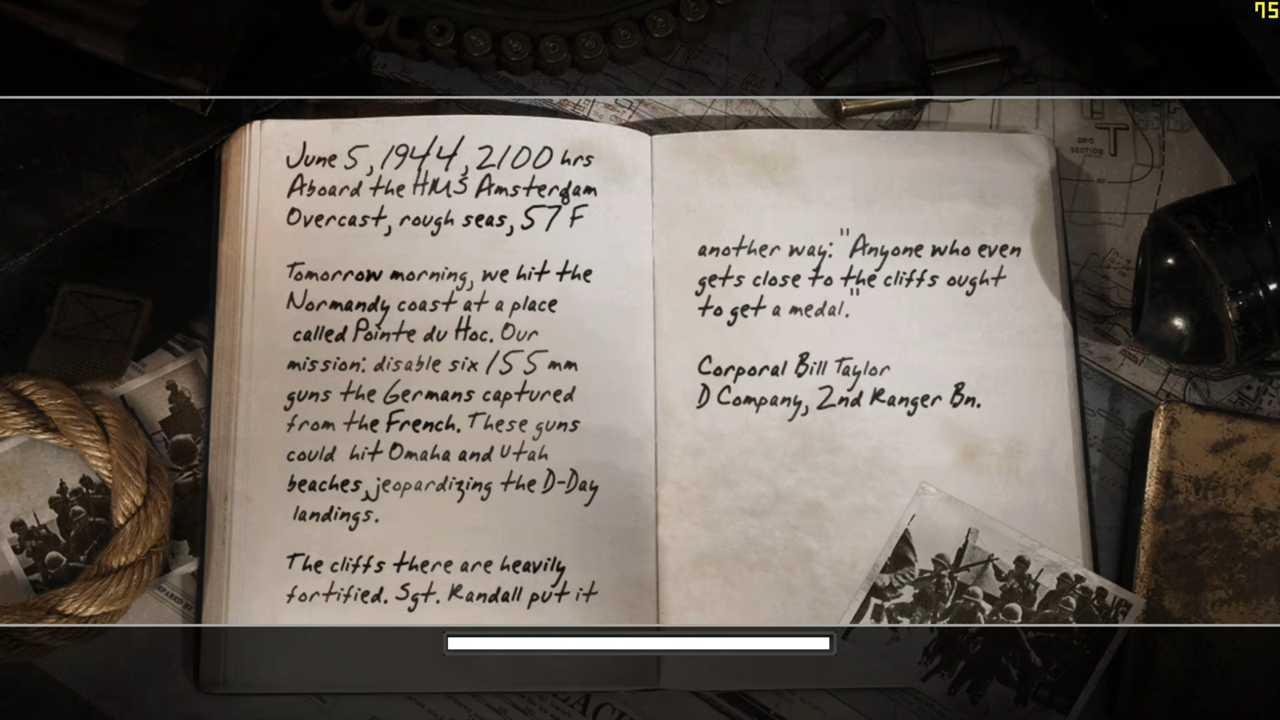 75
June 5, 1944, 2100 hrs
Aboard the HMS Amsterdam
Overcast, rough seas, 57 F
Tomorrow morning, we hit the
Normandy coast at a place
called Pointe du Hoc. Our
mission: disable six 155 mm
guns the Germans captured
from the French. These guns
could hit Omaha and Utah
beaches, jeopardizing the D-Day
landings.
The cliffs there are heavily
fortified. Sgt. Randall put it
another way: "Anyone who even
gets close to the cliffs ought
to get a medal."
Corporal Bill Taylor
D Company, 2nd Ranger Bn.
GRID
SECTION T